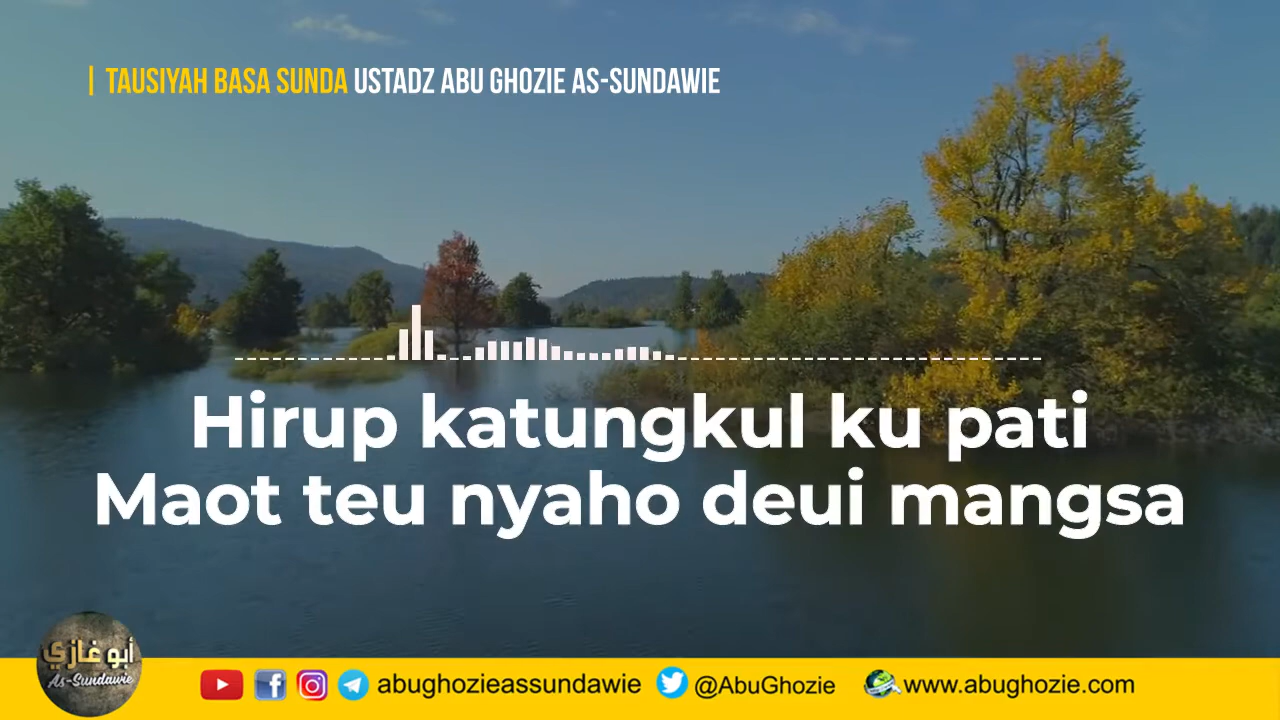 | TAUSIYAH BASA SUNDA USTADZ ABU GHOZIE AS-SUNDAWIE
Hirup katungkul ku pati
Maot teu nyaho deui mangsa
أبو غازي
As-Sundawie
abughozieassundawie @AbuGhozie www.abughozie.com